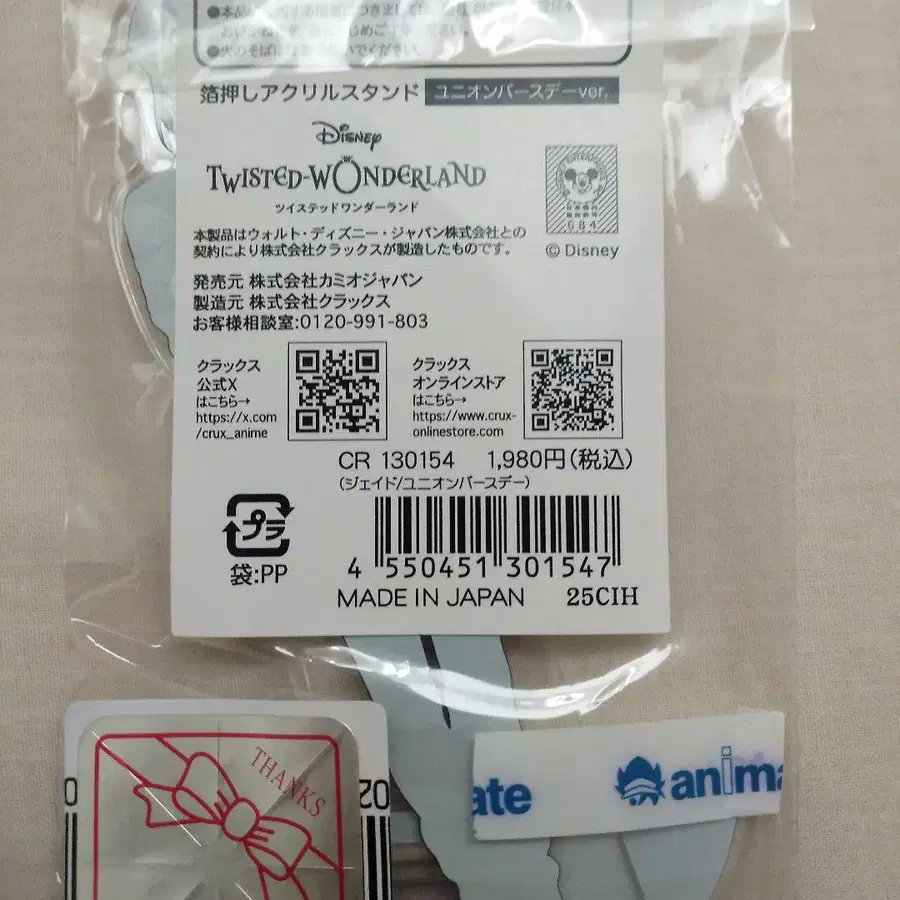 箔押しアクリルスタンド ユニオンバースデーver.
Disney
TWISTED-WONDERLAND
ツイステッドワンダーランド
本製品はウォルト・ディズニー・ジャパン株式会社との
契約により株式会社クラックスが製造したものです。
684
© Disney
発売元 株式会社カミオジャパン
製造元 株式会社クラックス
お客様相談室:0120-991-803
クラックス
公式X
はこちら→
https://x.com
/crux_anime
クラックス
オンラインストア
はこちら→
https://www.crux-
onlinestore.com
CR 130154 1,980円(税込)
(ジェイド/ユニオンバースデー)
プラ
袋:PP
4 550451 301547
MADE IN JAPAN 25CIH
THANKS
0
20
ate
anima